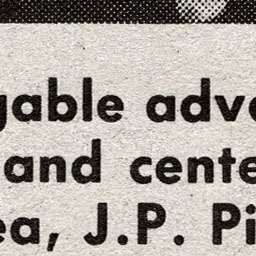 gable adve
and cente
ea, J.P. Pi